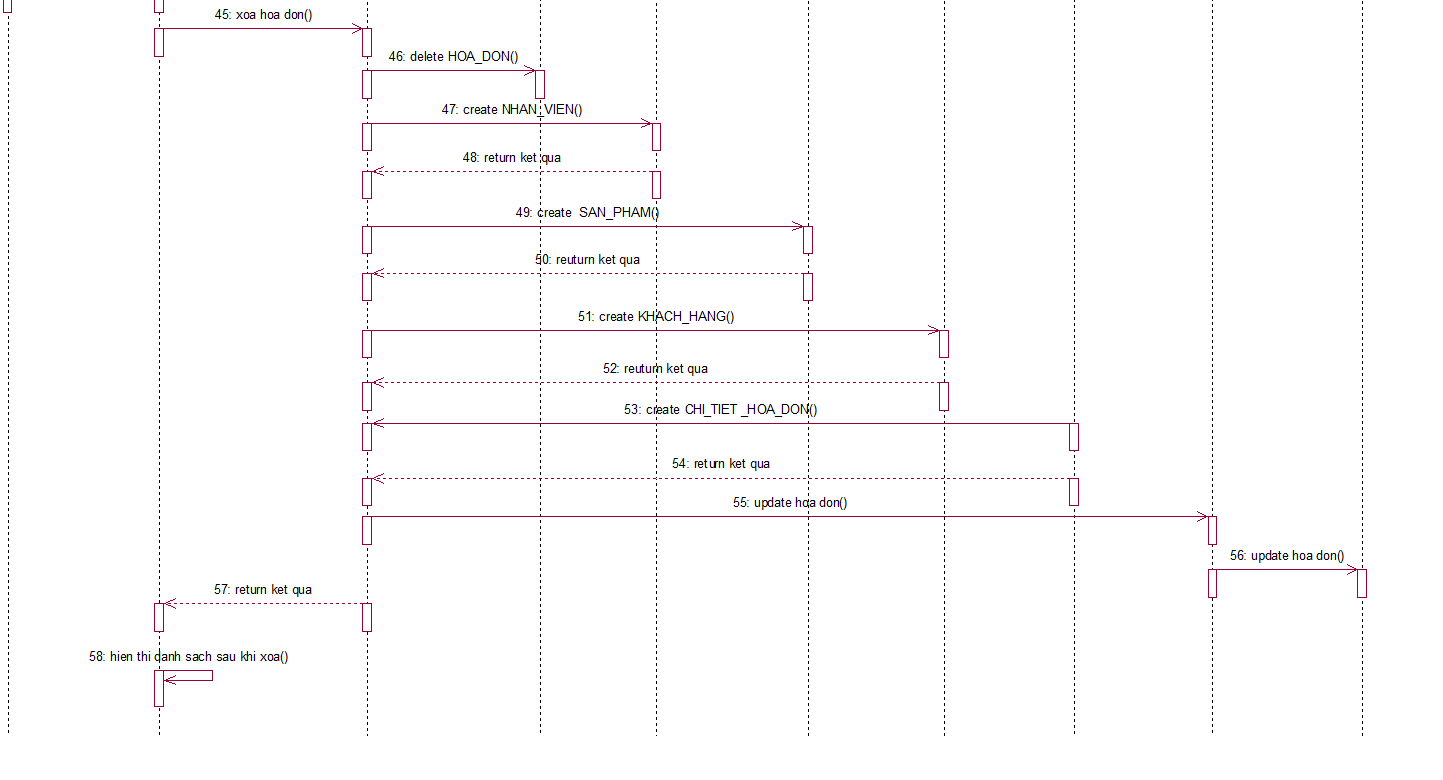 45: xoa hoa don()
46: delete HOA_DON()
47: create NHAN_VIEN()
48: return ket qua
49: create  SAN_PHAM()
50: reuturn ket qua
51: create KHACH_HANG()
52: reuturn ket qua
53: create CHI_TIET _HOA_DON()
54: return ket qua
55: update hoa don()
56: update hoa don()
57: return ket qua
58: hien thi danh sach sau khi xoa()